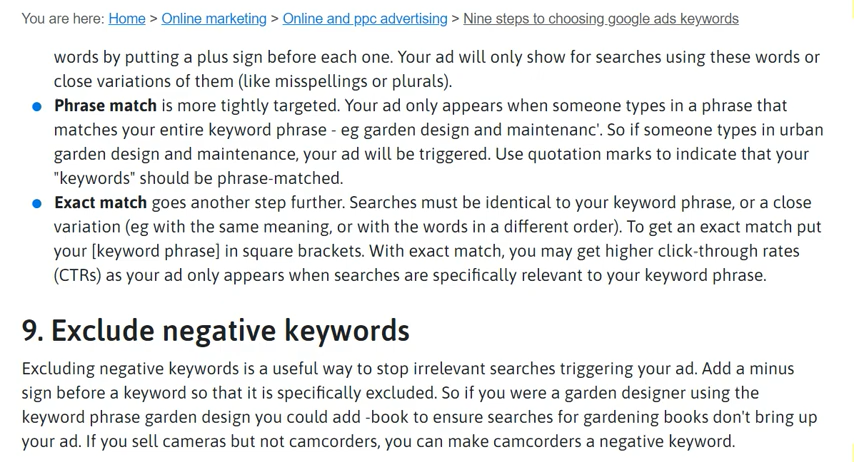 You are here: Home > Online marketing > Online and ppc advertising > Nine steps to choosing google ads keywords
words by putting a plus sign before each one. Your ad will only show for searches using these words or
close variations of them (like misspellings or plurals).
Phrase match is more tightly targeted. Your ad only appears when someone types in a phrase that
matches your entire keyword phrase - eg garden design and maintenanc'. So if someone types in urban
garden design and maintenance, your ad will be triggered. Use quotation marks to indicate that your
"keywords" should be phrase-matched.
Exact match goes another step further. Searches must be identical to your keyword phrase, or a close
variation (eg with the same meaning, or with the words in a different order). To get an exact match put
your [keyword phrase] in square brackets. With exact match, you may get higher click-through rates
(CTRs) as your ad only appears when searches are specifically relevant to your keyword phrase.
9. Exclude negative keywords
Excluding negative keywords is a useful way to stop irrelevant searches triggering your ad. Add a minus
sign before a keyword so that it is specifically excluded. So if you were a garden designer using the
keyword phrase garden design you could add -book to ensure searches for gardening books don't bring up
your ad. If you sell cameras but not camcorders, you can make camcorders a negative keyword.